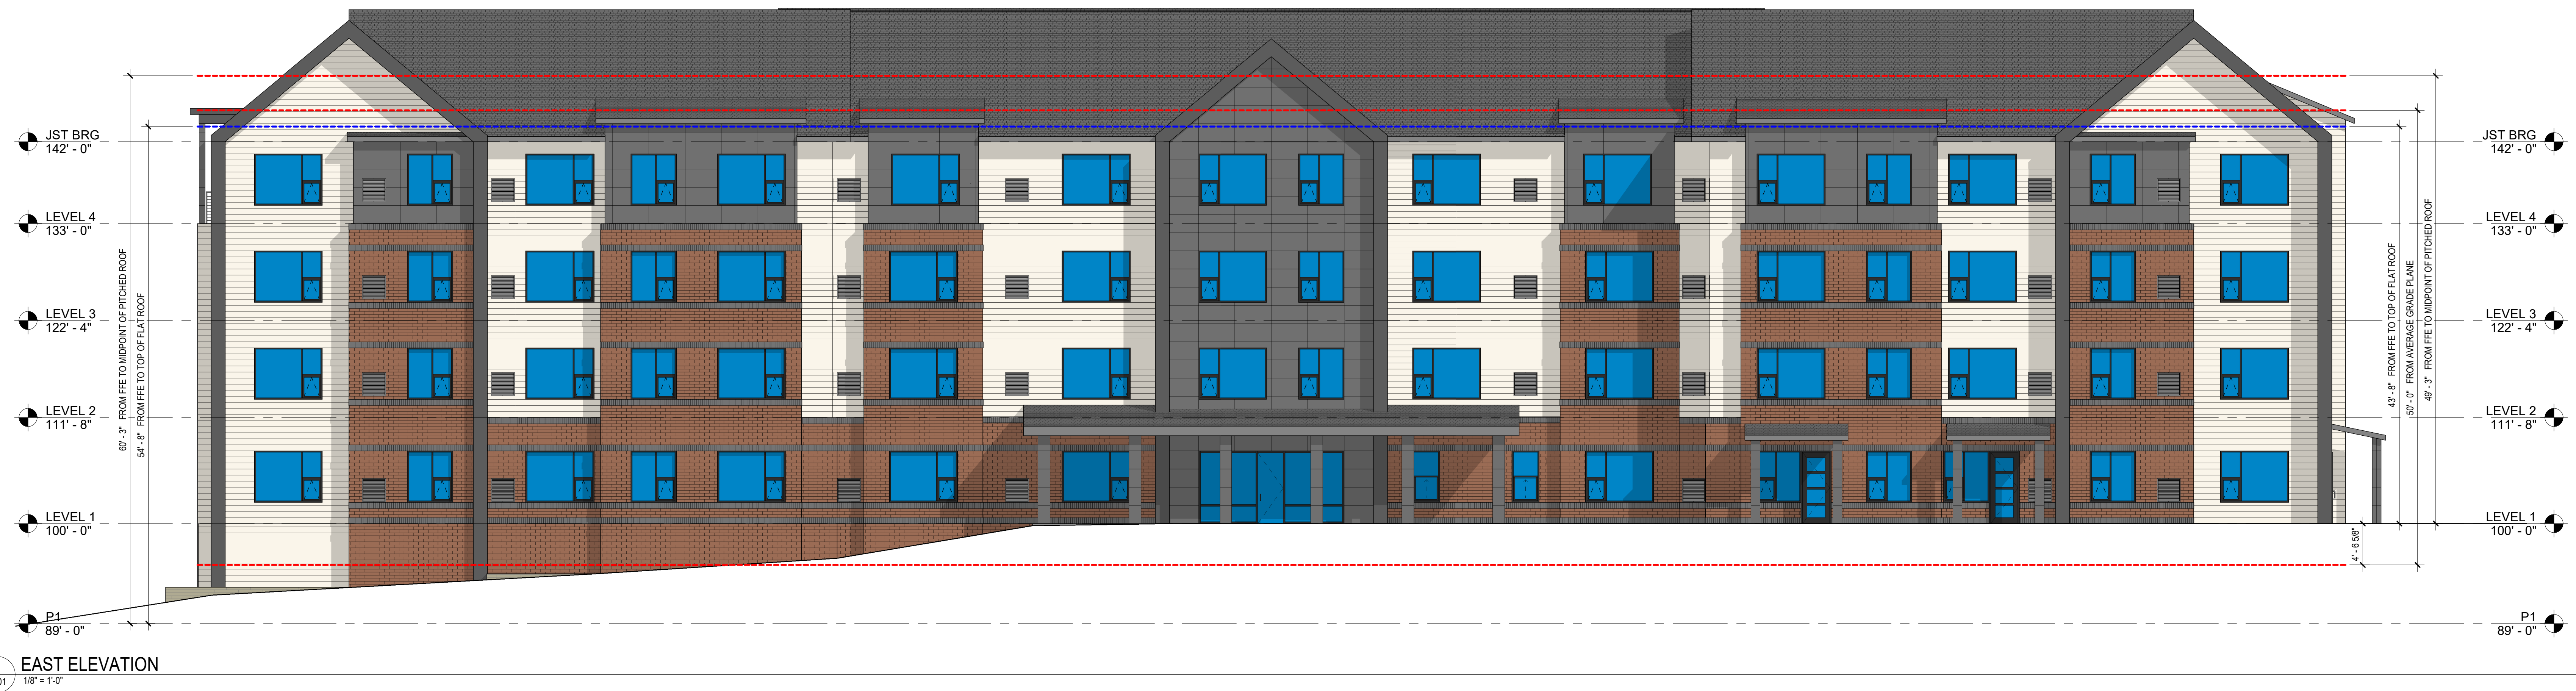 JST BRG
142' - 0"
LEVEL 4
133' - 0"
LEVEL 3
122' - 4"
LEVEL 2
111' - 8"
LEVEL 1
100' - 0"
P1
89' - 0"
60' - 3" FROM FFE TO MIDPOINT OF PITCHED ROOF
54' - 8" FROM FFE TO TOP OF FLAT ROOF
43' - 8" FROM FFE TO TOP OF FLAT ROOF
50' - 0" FROM AVERAGE GRADE PLANE
49' - 3" FROM FFE TO MIDPOINT OF PITCHED ROOF
4' - 6 5/8"
JST BRG
142' - 0"
LEVEL 4
133' - 0"
LEVEL 3
122' - 4"
LEVEL 2
111' - 8"
LEVEL 1
100' - 0"
P1
89' - 0"
EAST ELEVATION
01
1/8" = 1'-0"